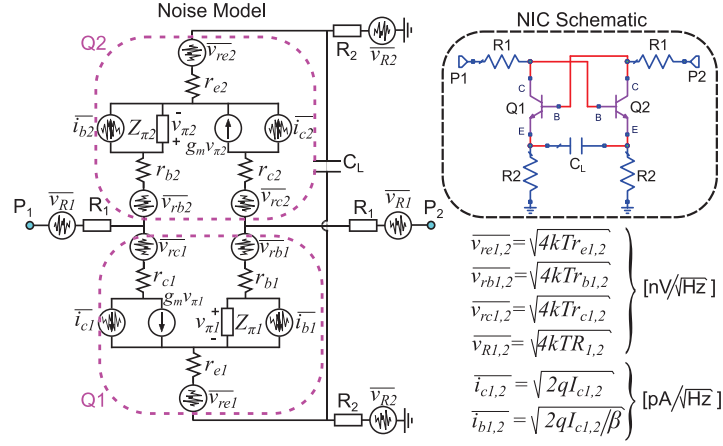 Noise Model
NIC Schematic
Q2
v_re2
r_e2
R_2
v_R2
i_b2
Z_π2
-
v_π2
+
g_m v_π2
i_c2
r_b2
r_c2
C_L
v_rb2
v_rc2
P_1
v_R1
R_1
R_1
v_R1
P_2
v_rc1
v_rb1
r_c1
r_b1
g_m v_π1
i_c1
+
v_π1
-
Z_π1
i_b1
r_e1
Q1
v_re1
R_2
v_R2
R1
R1
P1
P2
C
C
Q1
B
B
Q2
E
E
C_L
R2
R2
v_re1,2 = √4kTr_e1,2
v_rb1,2 = √4kTr_b1,2
v_rc1,2 = √4kTr_c1,2
v_R1,2 = √4kTR_1,2
[nV/√Hz]
i_c1,2 = √2qI_c1,2
i_b1,2 = √2qI_c1,2/β
[pA/√Hz]